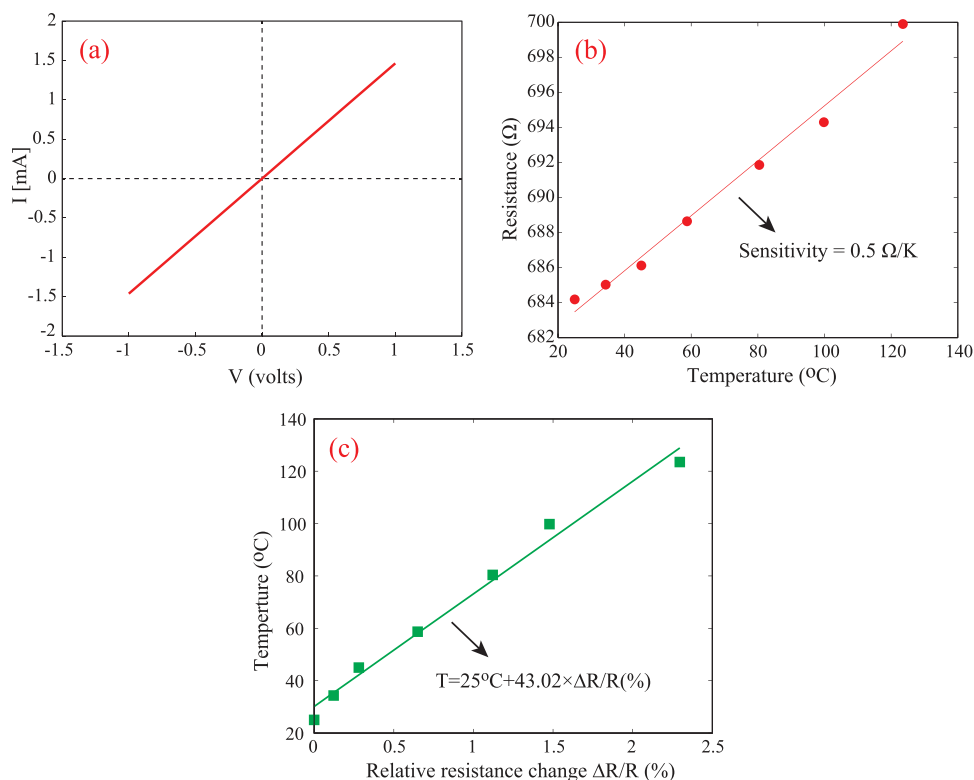 (a)
2
1.5
1
0.5
0
-0.5
-1
-1.5
-2
I [mA]
-1.5 -1 -0.5 0 0.5 1 1.5
V (volts)
(b)
700
698
696
694
692
690
688
686
684
682
Resistance (Ω)
Sensitivity = 0.5 Ω/K
20 40 60 80 100 120 140
Temperature (ºC)
(c)
140
120
100
80
60
40
20
Temperture (ºC)
T=25ºC+43.02×ΔR/R(%)
0 0.5 1 1.5 2 2.5
Relative resistance change ΔR/R (%)